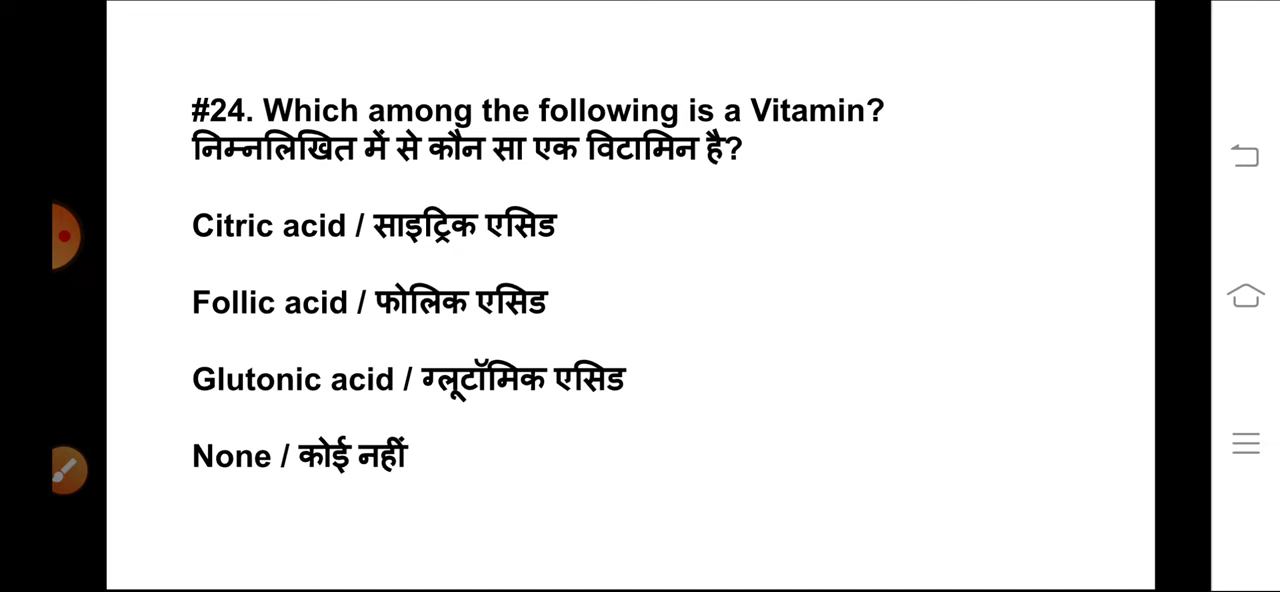 #24. Which among the following is a Vitamin?
निम्नलिखित में से कौन सा एक विटामिन है?
Citric acid / साइट्रिक एसिड
Follic acid / फोलिक एसिड
Glutonic acid / ग्लूटॉमिक एसिड
None / कोई नहीं